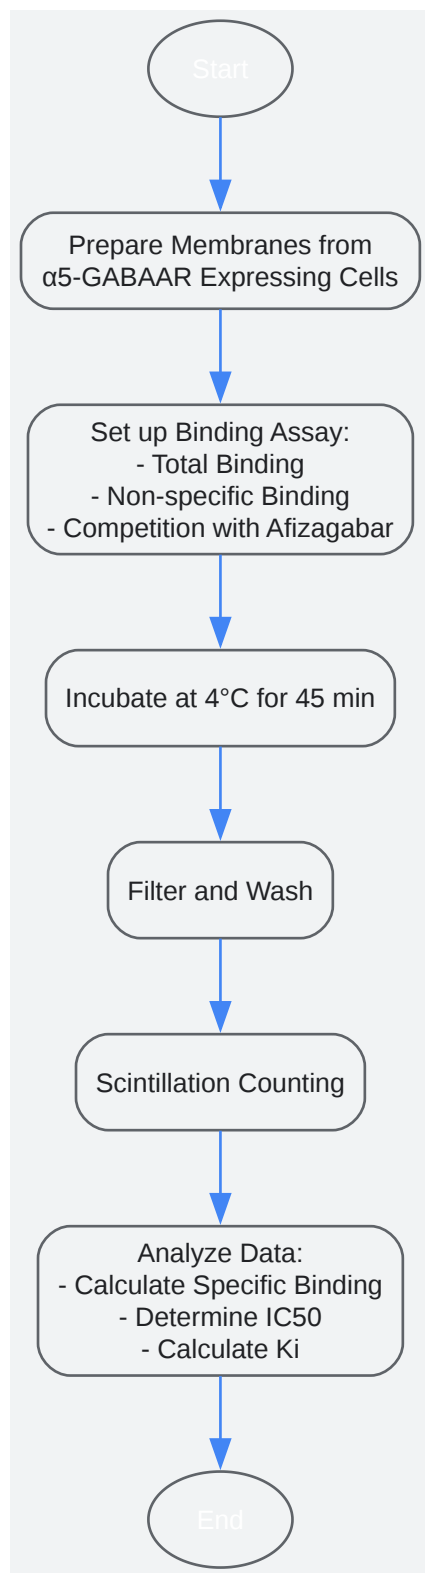 Start
Prepare Membranes from
α5-GABAAR Expressing Cells
Set up Binding Assay:
- Total Binding
- Non-specific Binding
- Competition with Afizagabar
Incubate at 4°C for 45 min
Filter and Wash
Scintillation Counting
Analyze Data:
- Calculate Specific Binding
- Determine IC50
- Calculate Ki
End